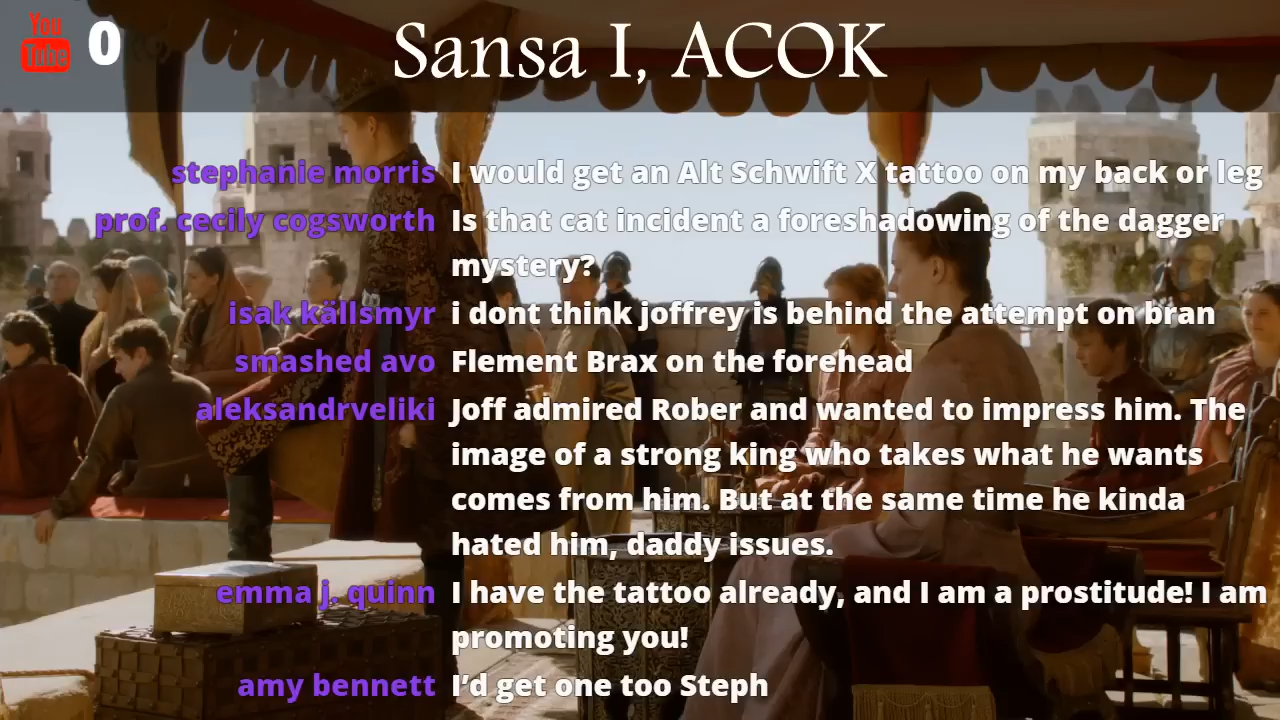 You
Tube 0
Sansa I, ACOK
stephanie morris I would get an Alt Schwift X tattoo on my back or leg
prof. cecily cogsworth Is that cat incident a foreshadowing of the dagger
mystery?
isak källsmyr i dont think joffrey is behind the attempt on bran
smashed avo Flement Brax on the forehead
aleksandrveliki Joff admired Rober and wanted to impress him. The
image of a strong king who takes what he wants
comes from him. But at the same time he kinda
hated him, daddy issues.
emma j. quinn I have the tattoo already, and I am a prostitude! I am
promoting you!
amy bennett I'd get one too Steph